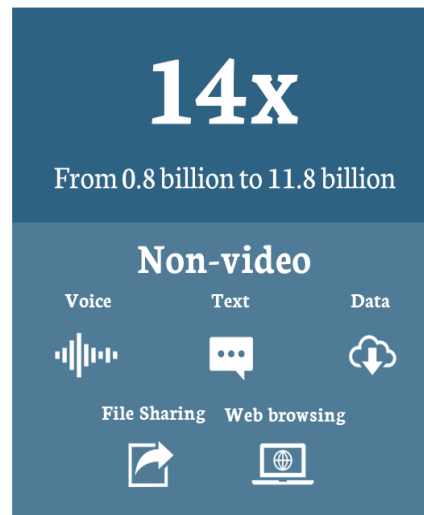 14x
From 0.8 billion to 11.8 billion
Non-video
Voice Text Data
File Sharing Web browsing